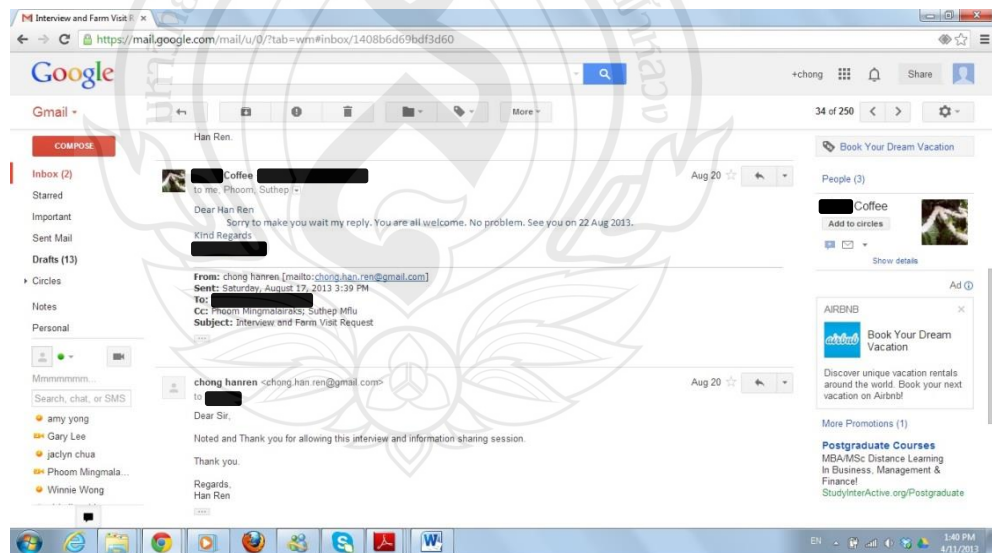 Interview and Farm Visit R
https://mail.google.com/mail/u/0/?tab=wm#inbox/1408b6d69bdf3d60
Google
+chong
Share
Gmail
More
34 of 250
COMPOSE
Inbox (2)
Starred
Important
Sent Mail
Drafts (13)
Circles
Notes
Personal
Mmmmmmm...
Search, chat, or SMS
amy yong
Gary Lee
jaclyn chua
Phoom Mingmala...
Winnie Wong
Han Ren.
Coffee
Aug 20
to me, Phoom, Suthep
Dear Han Ren
Sorry to make you wait my reply. You are all welcome. No problem. See you on 22 Aug 2013.
Kind Regards
From: chong hanren [mailto:chong.han.ren@gmail.com]
Sent: Saturday, August 17, 2013 3:39 PM
To:
Cc: Phoom Mingmalairaks; Suthep Mflu
Subject: Interview and Farm Visit Request
chong hanren <chong.han.ren@gmail.com>
Aug 20
to
Dear Sir,
Noted and Thank you for allowing this interview and information sharing session.
Thank you.
Regards,
Han Ren
Book Your Dream Vacation
People (3)
Coffee
Add to circles
Show details
Ad
AIRBNB
airbnb
Book Your Dream
Vacation
Discover unique vacation rentals
around the world. Book your next
vacation on Airbnb!
More Promotions (1)
Postgraduate Courses
MBA/MSc Distance Learning
In Business, Management &
Finance!
StudyInterActive.org/Postgraduate
EN
1:40 PM
4/11/2013